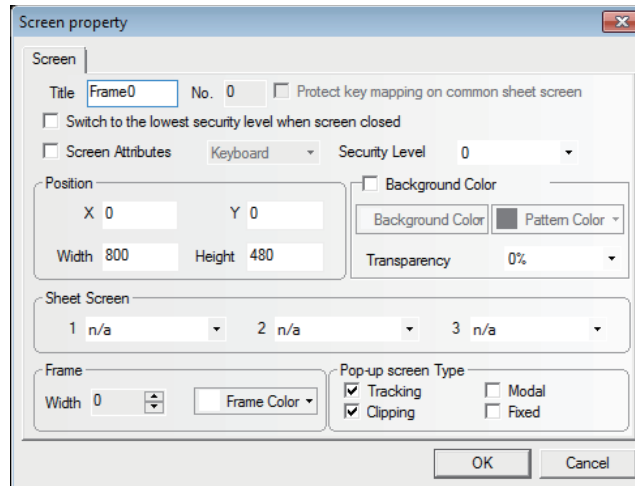 Screen property
Screen
Title Frame0 No. 0 Protect key mapping on common sheet screen
Switch to the lowest security level when screen closed
Screen Attributes Keyboard Security Level 0
Position Background Color
X 0 Y 0 Background Color Pattern Color
Width 800 Height 480 Transparency 0%
Sheet Screen
1 n/a 2 n/a 3 n/a
Frame Pop-up screen Type
Width 0 Frame Color Tracking Modal
Clipping Fixed
OK Cancel